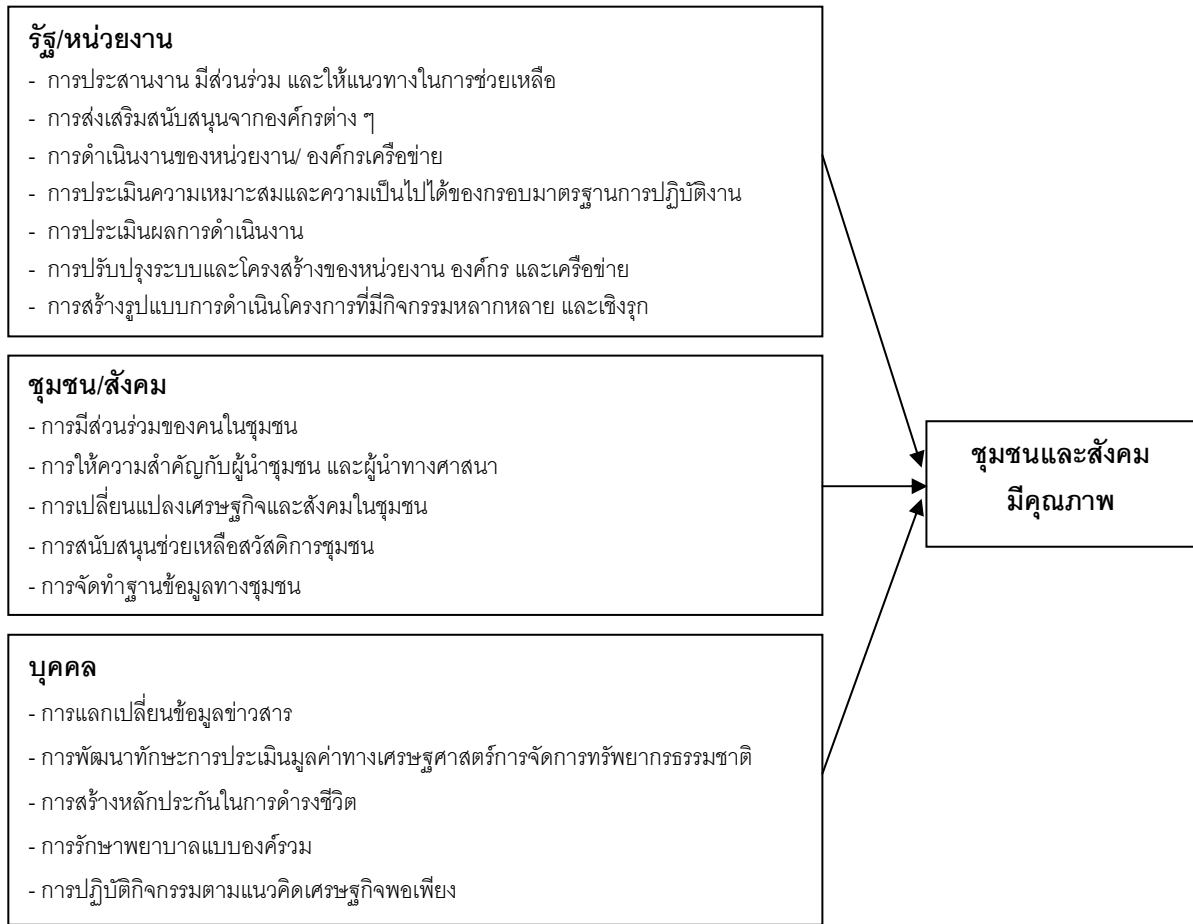 รัฐ/หน่วยงาน
- การประสานงาน มีส่วนร่วม และให้แนวทางในการช่วยเหลือ
- การส่งเสริมสนับสนุนจากองค์กรต่าง ๆ
- การดำเนินงานของหน่วยงาน/ องค์กรเครือข่าย
- การประเมินความเหมาะสมและความเป็นไปได้ของกรอบมาตรฐานการปฏิบัติงาน
- การประเมินผลการดำเนินงาน
- การปรับปรุงระบบและโครงสร้างของหน่วยงาน องค์กร และเครือข่าย
- การสร้างรูปแบบการดำเนินโครงการที่มีกิจกรรมหลากหลาย และเชิงรุก
ชุมชน/สังคม
- การมีส่วนร่วมของคนในชุมชน
- การให้ความสำคัญกับผู้นำชุมชน และผู้นำทางศาสนา
- การเปลี่ยนแปลงเศรษฐกิจและสังคมในชุมชน
- การสนับสนุนช่วยเหลือสวัสดิการชุมชน
- การจัดทำฐานข้อมูลทางชุมชน
บุคคล
- การแลกเปลี่ยนข้อมูลข่าวสาร
- การพัฒนาทักษะการประเมินมูลค่าทางเศรษฐศาสตร์การจัดการทรัพยากรธรรมชาติ
- การสร้างหลักประกันในการดำรงชีวิต
- การรักษาพยาบาลแบบองค์รวม
- การปฏิบัติกิจกรรมตามแนวคิดเศรษฐกิจพอเพียง
ชุมชนและสังคม
มีคุณภาพ